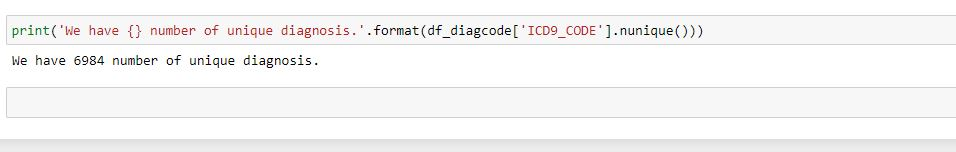 print('We have {} number of unique diagnosis.'.format(df_diagcode['ICD9_CODE'].nunique()))
We have 6984 number of unique diagnosis.